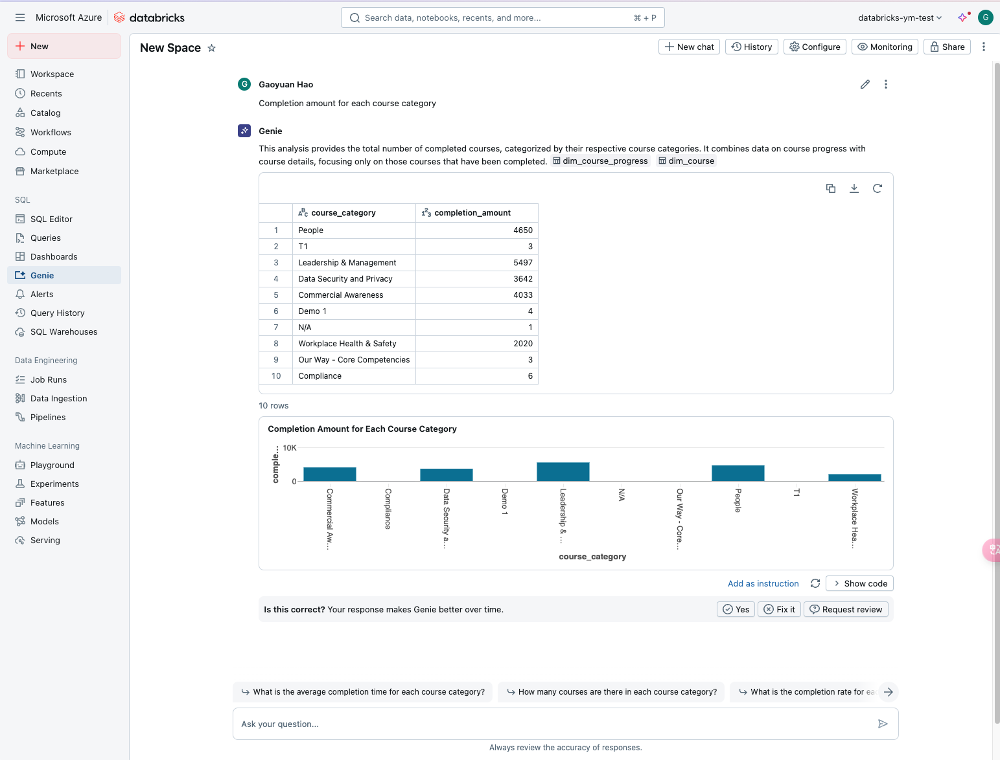 Microsoft Azure
databricks
Search data, notebooks, recents, and more...
⌘ + P
databricks-ym-test
G
New
Workspace
Recents
Catalog
Workflows
Compute
Marketplace
SQL
SQL Editor
Queries
Dashboards
Genie
Alerts
Query History
SQL Warehouses
Data Engineering
Job Runs
Data Ingestion
Pipelines
Machine Learning
Playground
Experiments
Features
Models
Serving
New Space
New chat
History
Configure
Monitoring
Share
G
Gaoyuan Hao
Completion amount for each course category
Genie
This analysis provides the total number of completed courses, categorized by their respective course categories. It combines data on course progress with
course details, focusing only on those courses that have been completed. dim_course_progress dim_course
course_category completion_amount
1 People 4650
2 T1 3
3 Leadership & Management 5497
4 Data Security and Privacy 3642
5 Commercial Awareness 4033
6 Demo 1 4
7 N/A 1
8 Workplace Health & Safety 2020
9 Our Way - Core Competencies 3
10 Compliance 6
10 rows
Completion Amount for Each Course Category
comple...
10K
0
Commercial Aw...
Compliance
Data Security a...
Demo 1
Leadership & ...
N/A
Our Way - Core...
People
T1
Workplace Hea...
course_category
Add as instruction
Show code
Is this correct? Your response makes Genie better over time.
Yes
Fix it
Request review
What is the average completion time for each course category?
How many courses are there in each course category?
What is the completion rate for ea
Ask your question...
Always review the accuracy of responses.